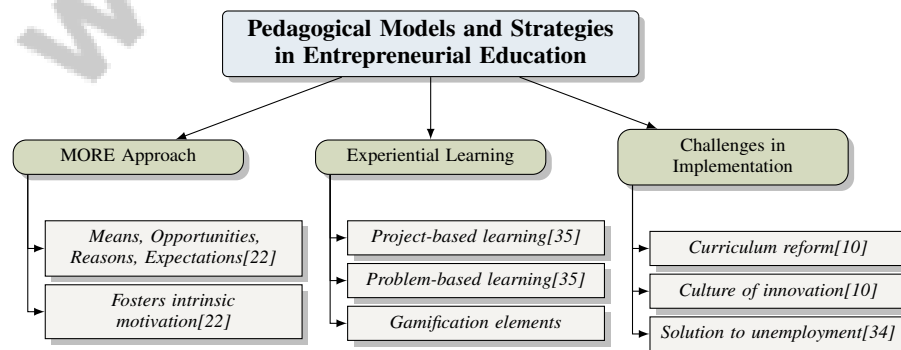 Pedagogical Models and Strategies
in Entrepreneurial Education
MORE Approach
Means, Opportunities,
Reasons, Expectations[22]
Fosters intrinsic
motivation[22]
Experiential Learning
Project-based learning[35]
Problem-based learning[35]
Gamification elements
Challenges in
Implementation
Curriculum reform[10]
Culture of innovation[10]
Solution to unemployment[34]